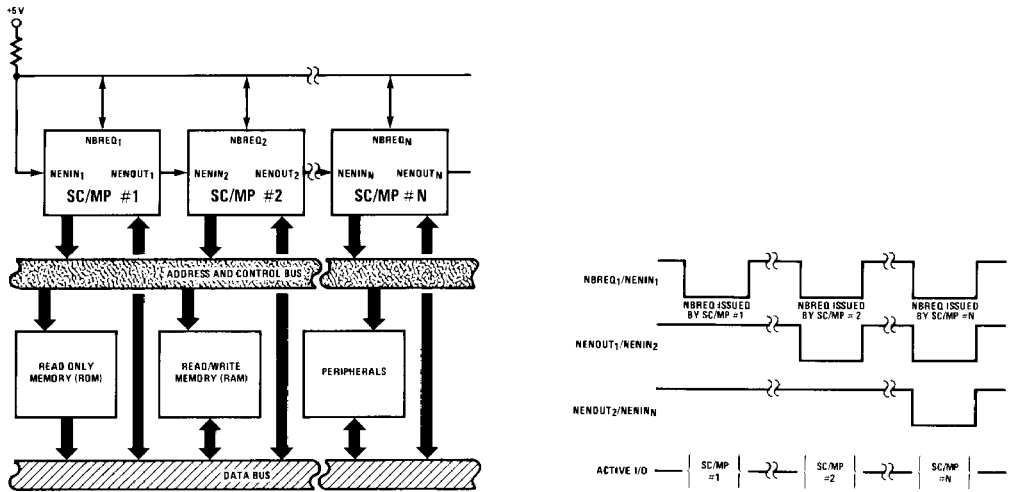 +5 V
NBREQ1
NBREQ2
NBREQN
NENIN1 NENOUT1
NENIN2 NENOUT2
NENINN NENOUTN
SC/MP #1
SC/MP #2
SC/MP #N
ADDRESS AND CONTROL BUS
READ ONLY
MEMORY (ROM)
READ/WRITE
MEMORY (RAM)
PERIPHERALS
DATA BUS
NBREQ1/NENIN1
NBREQ ISSUED
BY SC/MP #1
NBREQ ISSUED
BY SC/MP # 2
NBREQ ISSUED
BY SC/MP #N
NENOUT1/NENIN2
NENOUT2/NENINN
ACTIVE I/O
SC/MP
#1
SC/MP
#2
SC/MP
#N